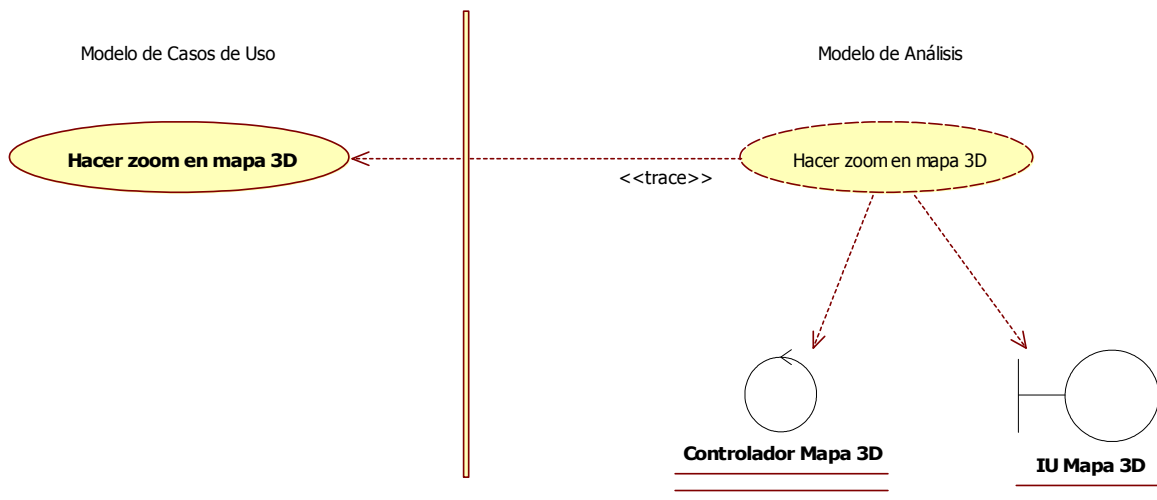 Modelo de Casos de Uso
Modelo de Análisis
Hacer zoom en mapa 3D
Hacer zoom en mapa 3D
<<trace>>
Controlador Mapa 3D
IU Mapa 3D